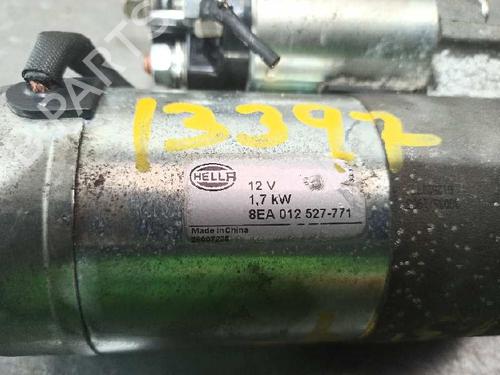 13397
HELLA
12 V
1,7 kW
8EA 012 527-771
Made in China